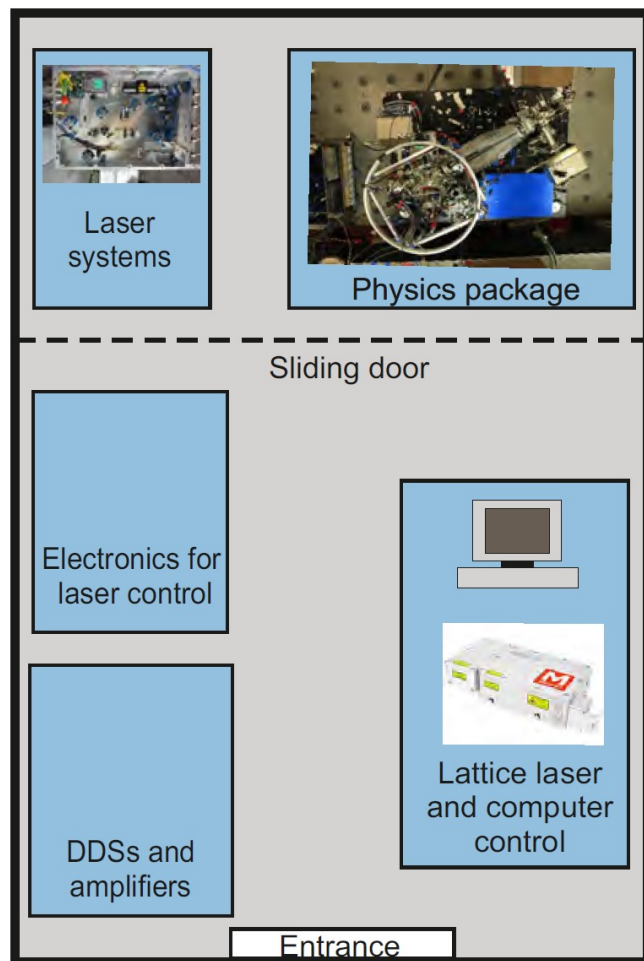 Laser
systems
Physics package
Sliding door
Electronics for
laser control
M
Lattice laser
and computer
control
DDSs and
amplifiers
Entrance